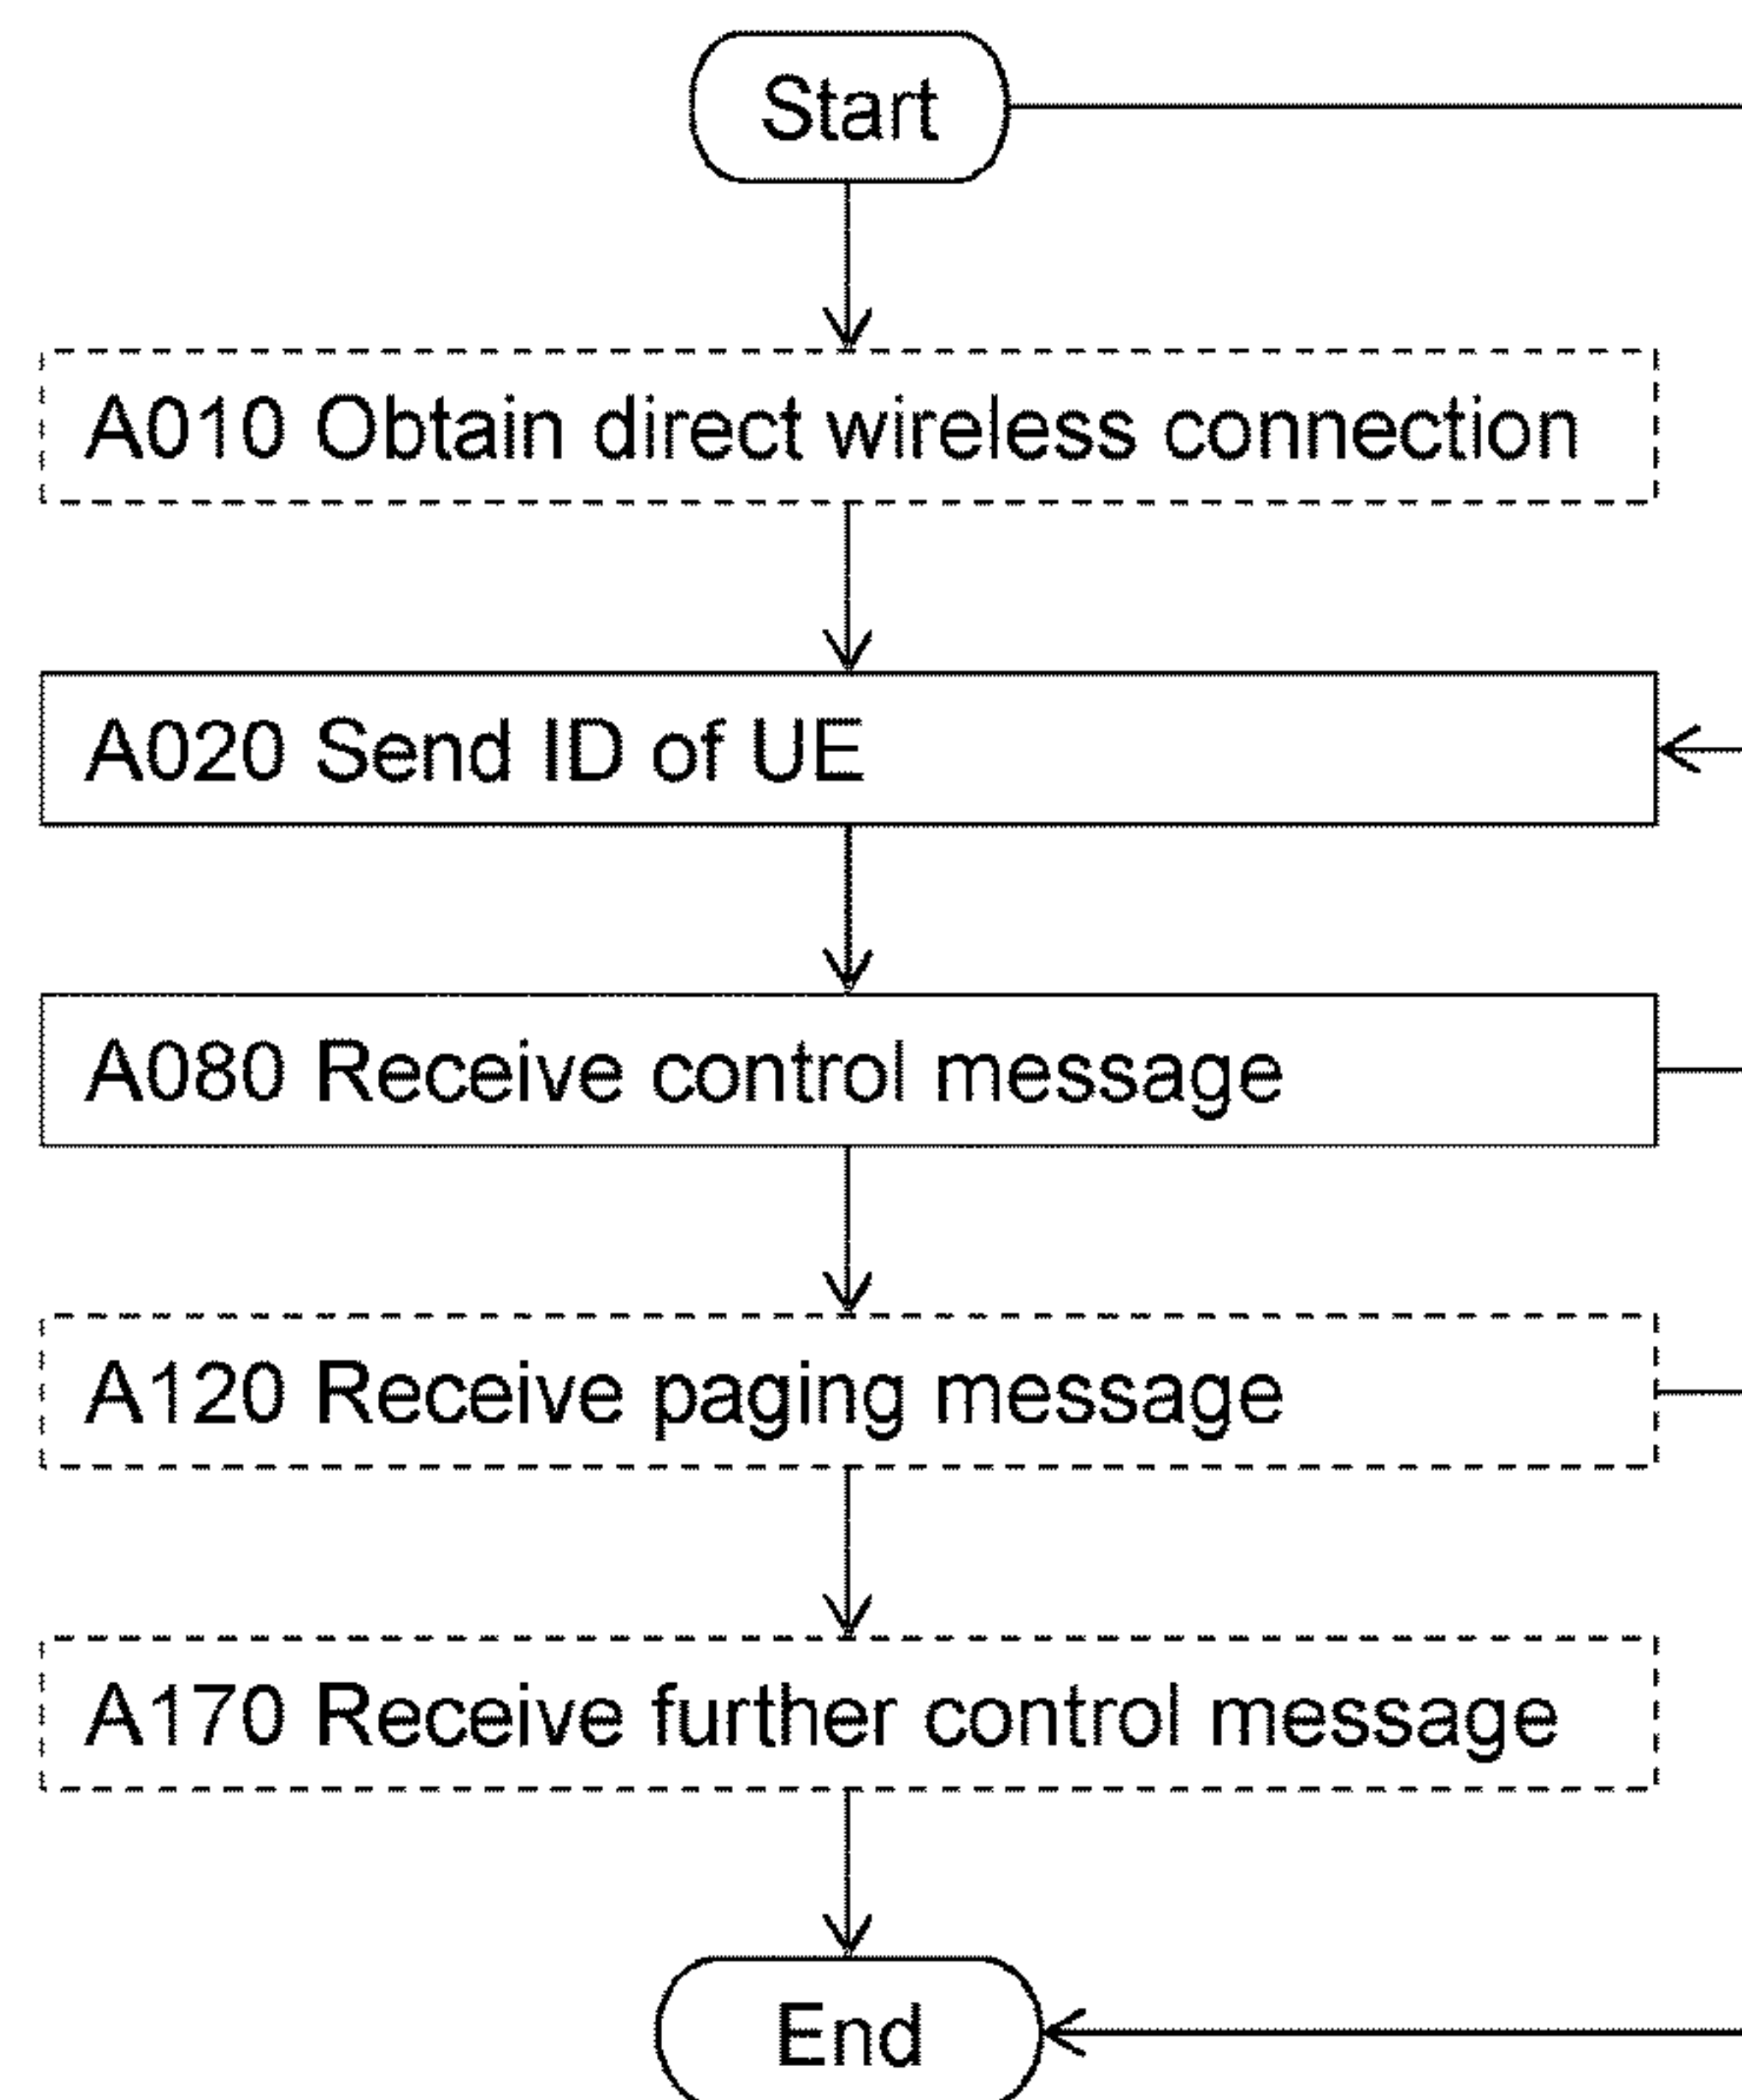 Start
A010 Obtain direct wireless connection
A020 Send ID of UE
A080 Receive control message
A120 Receive paging message
A170 Receive further control message
End